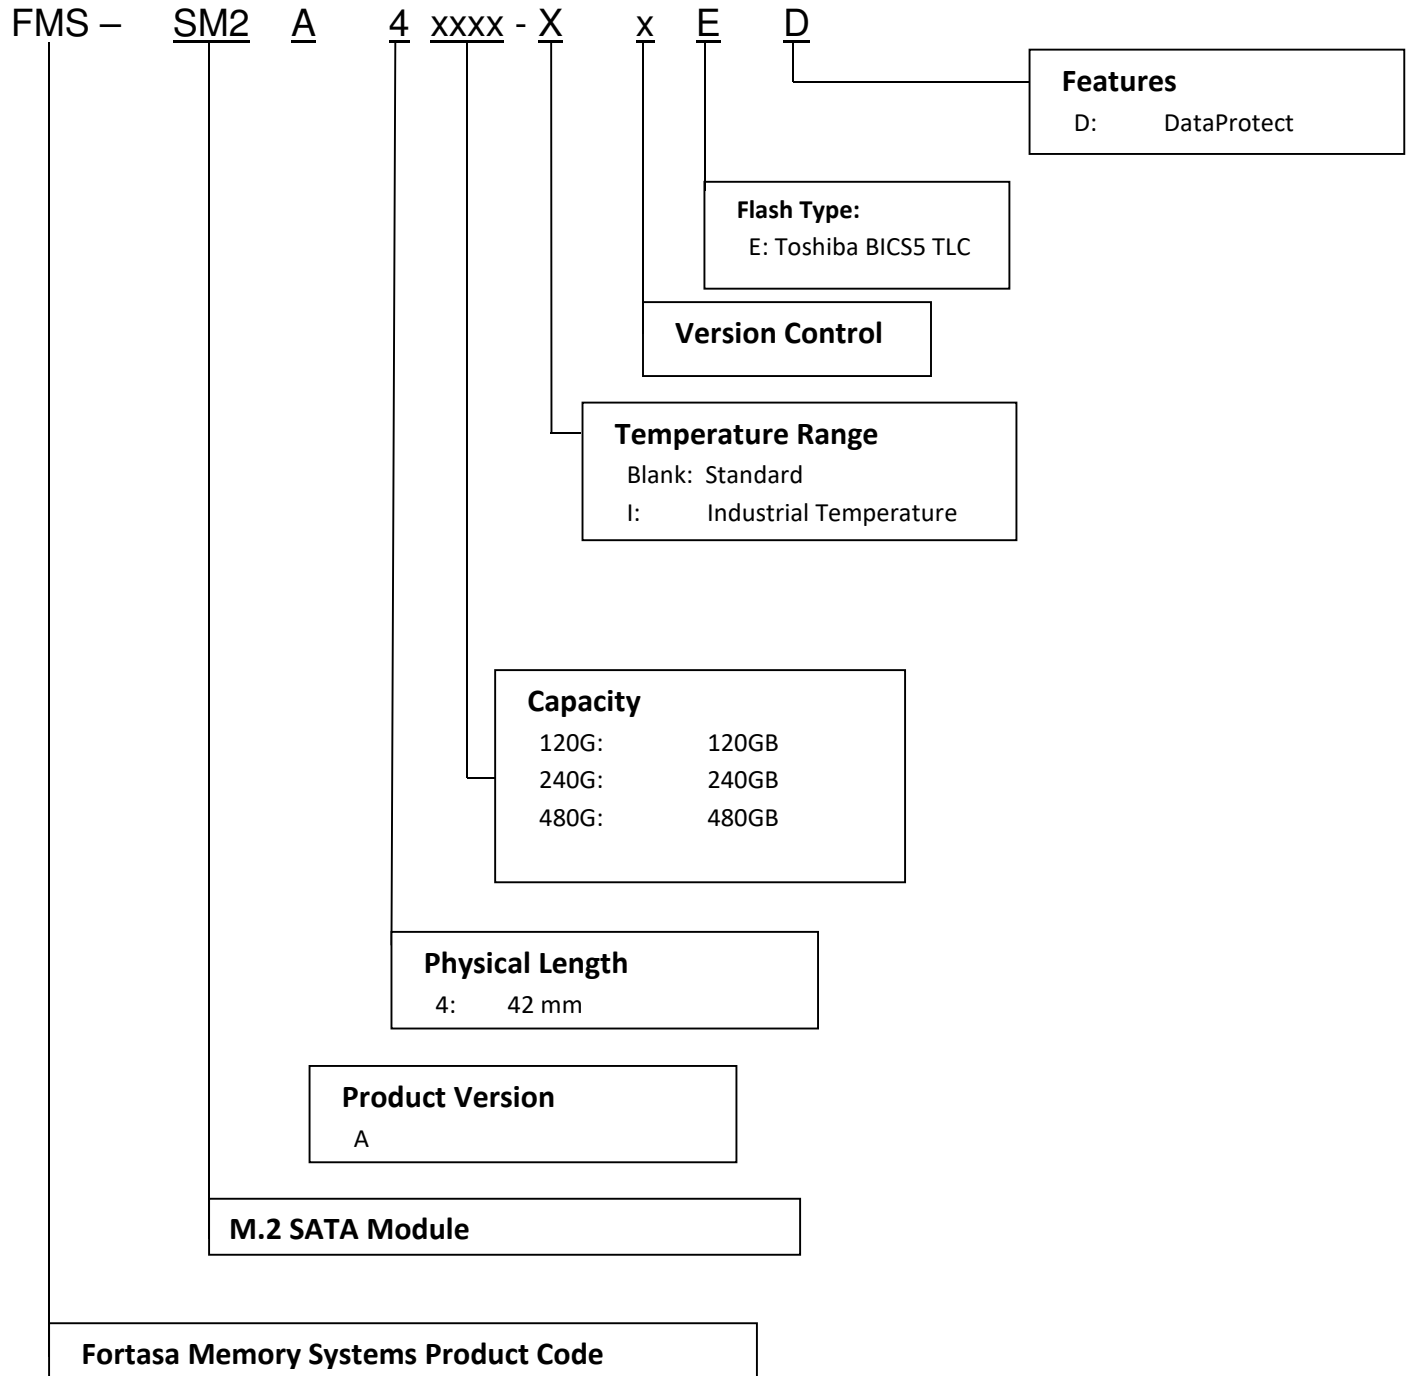 FMS – SM2 A 4 xxxx - X x E D
Features
D: DataProtect
Flash Type:
E: Toshiba BICS5 TLC
Version Control
Temperature Range
Blank: Standard
I: Industrial Temperature
Capacity
120G: 120GB
240G: 240GB
480G: 480GB
Physical Length
4: 42 mm
Product Version
A
M.2 SATA Module
Fortasa Memory Systems Product Code